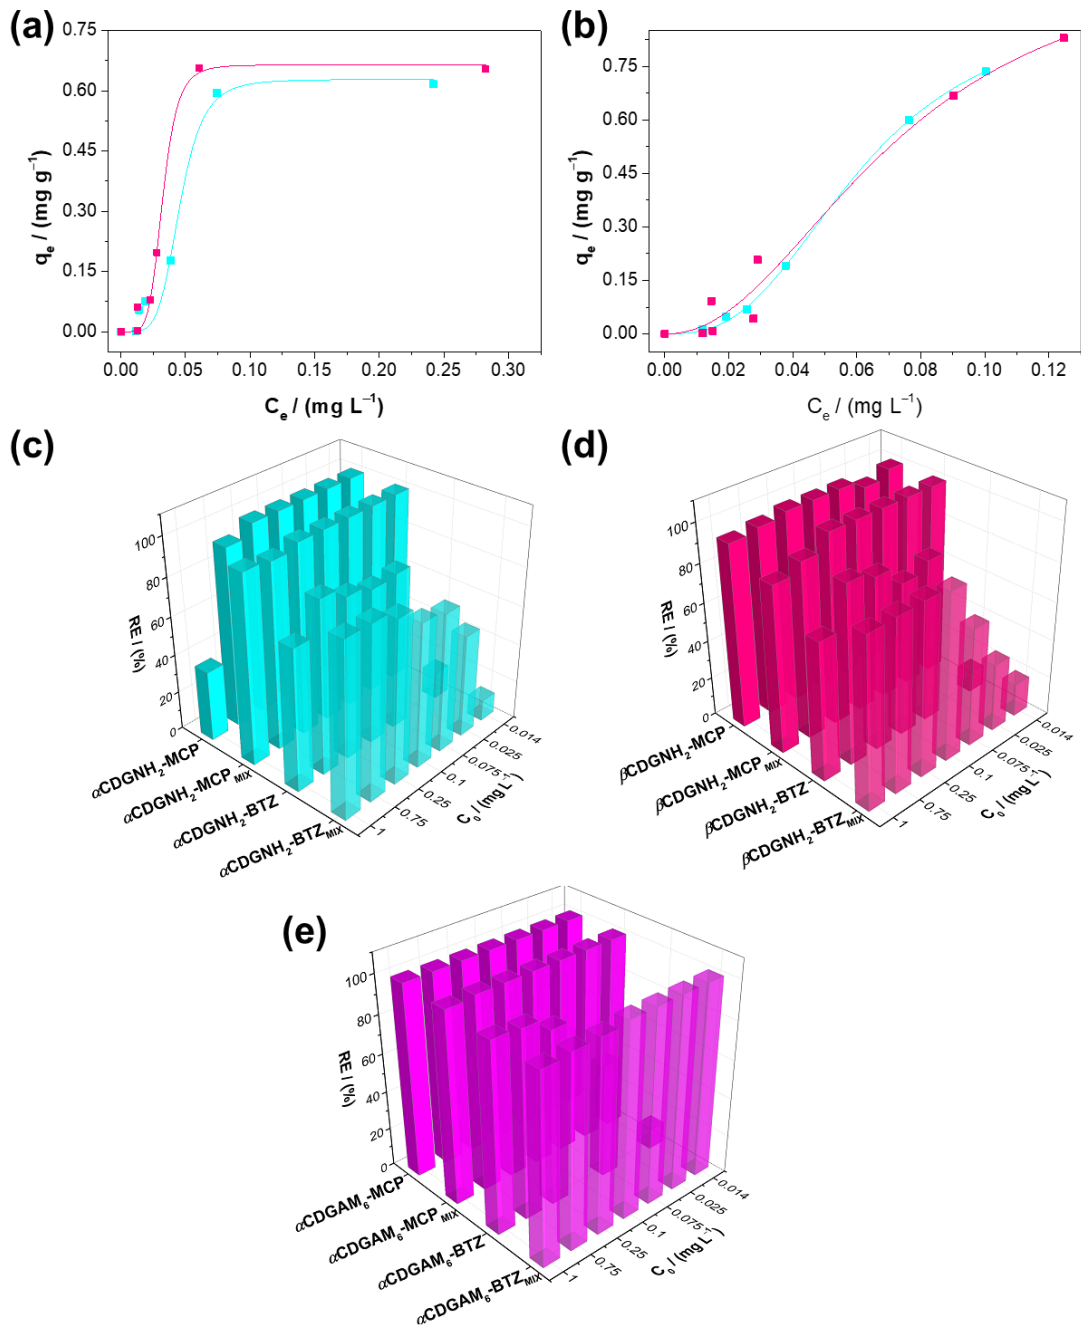 (a)
0.75
0.60
0.45
0.30
0.15
0.00
qₑ / (mg g⁻¹)
0.00 0.05 0.10 0.15 0.20 0.25 0.30
Cₑ / (mg L⁻¹)
(b)
0.75
0.60
0.45
0.30
0.15
0.00
qₑ / (mg g⁻¹)
0.00 0.02 0.04 0.06 0.08 0.10 0.12
Cₑ / (mg L⁻¹)
(c)
100
80
60
40
20
0
RE / (%)
αCDGNH₂-MCP
αCDGNH₂-MCP_MIX
αCDGNH₂-BTZ
αCDGNH₂-BTZ_MIX
0.014
0.025
0.075
0.1
0.25
0.75
1
C₀ / (mg L⁻¹)
(d)
100
80
60
40
20
0
RE / (%)
βCDGNH₂-MCP
βCDGNH₂-MCP_MIX
βCDGNH₂-BTZ
βCDGNH₂-BTZ_MIX
0.014
0.025
0.075
0.1
0.25
0.75
1
C₀ / (mg L⁻¹)
(e)
100
80
60
40
20
0
RE / (%)
αCDGAM₆-MCP
αCDGAM₆-MCP_MIX
αCDGAM₆-BTZ
αCDGAM₆-BTZ_MIX
0.014
0.025
0.075
0.1
0.25
0.75
1
C₀ / (mg L⁻¹)